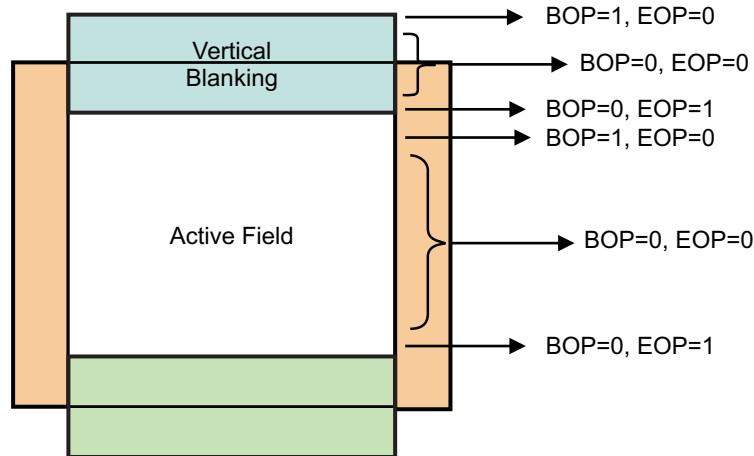 BOP=1, EOP=0
Vertical
Blanking
BOP=0, EOP=0
BOP=0, EOP=1
BOP=1, EOP=0
Active Field
BOP=0, EOP=0
BOP=0, EOP=1